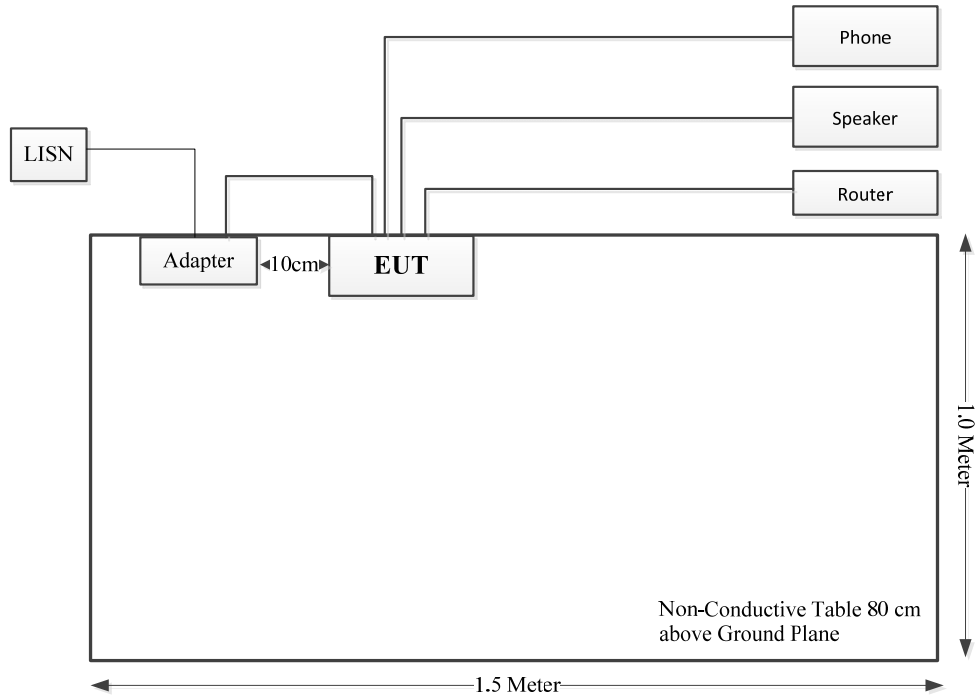 Phone
Speaker
LISN
Router
Adapter
10cm
EUT
1.0 Meter
Non-Conductive Table 80 cm
above Ground Plane
1.5 Meter